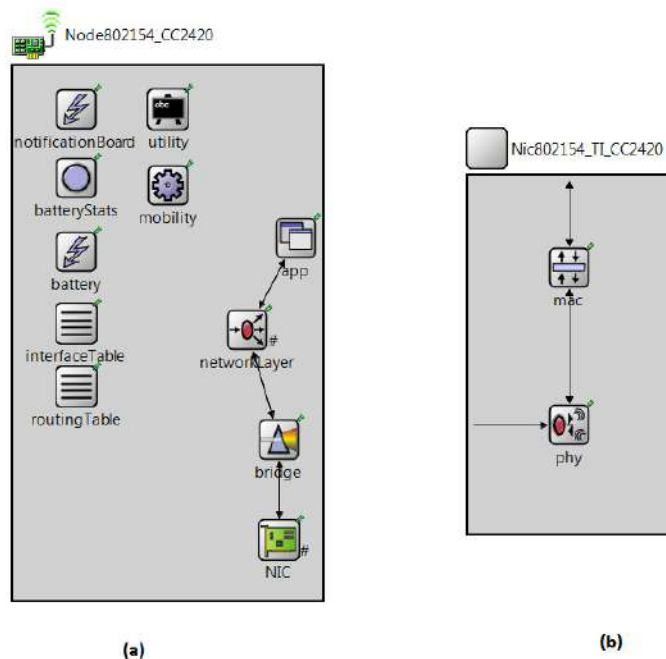 Node802154_CC2420
notificationBoard
utility
batteryStats
mobility
battery
app
interfaceTable
#
networkLayer
routingTable
bridge
#
NIC
(a)
Nic802154_TI_CC2420
mac
phy
(b)